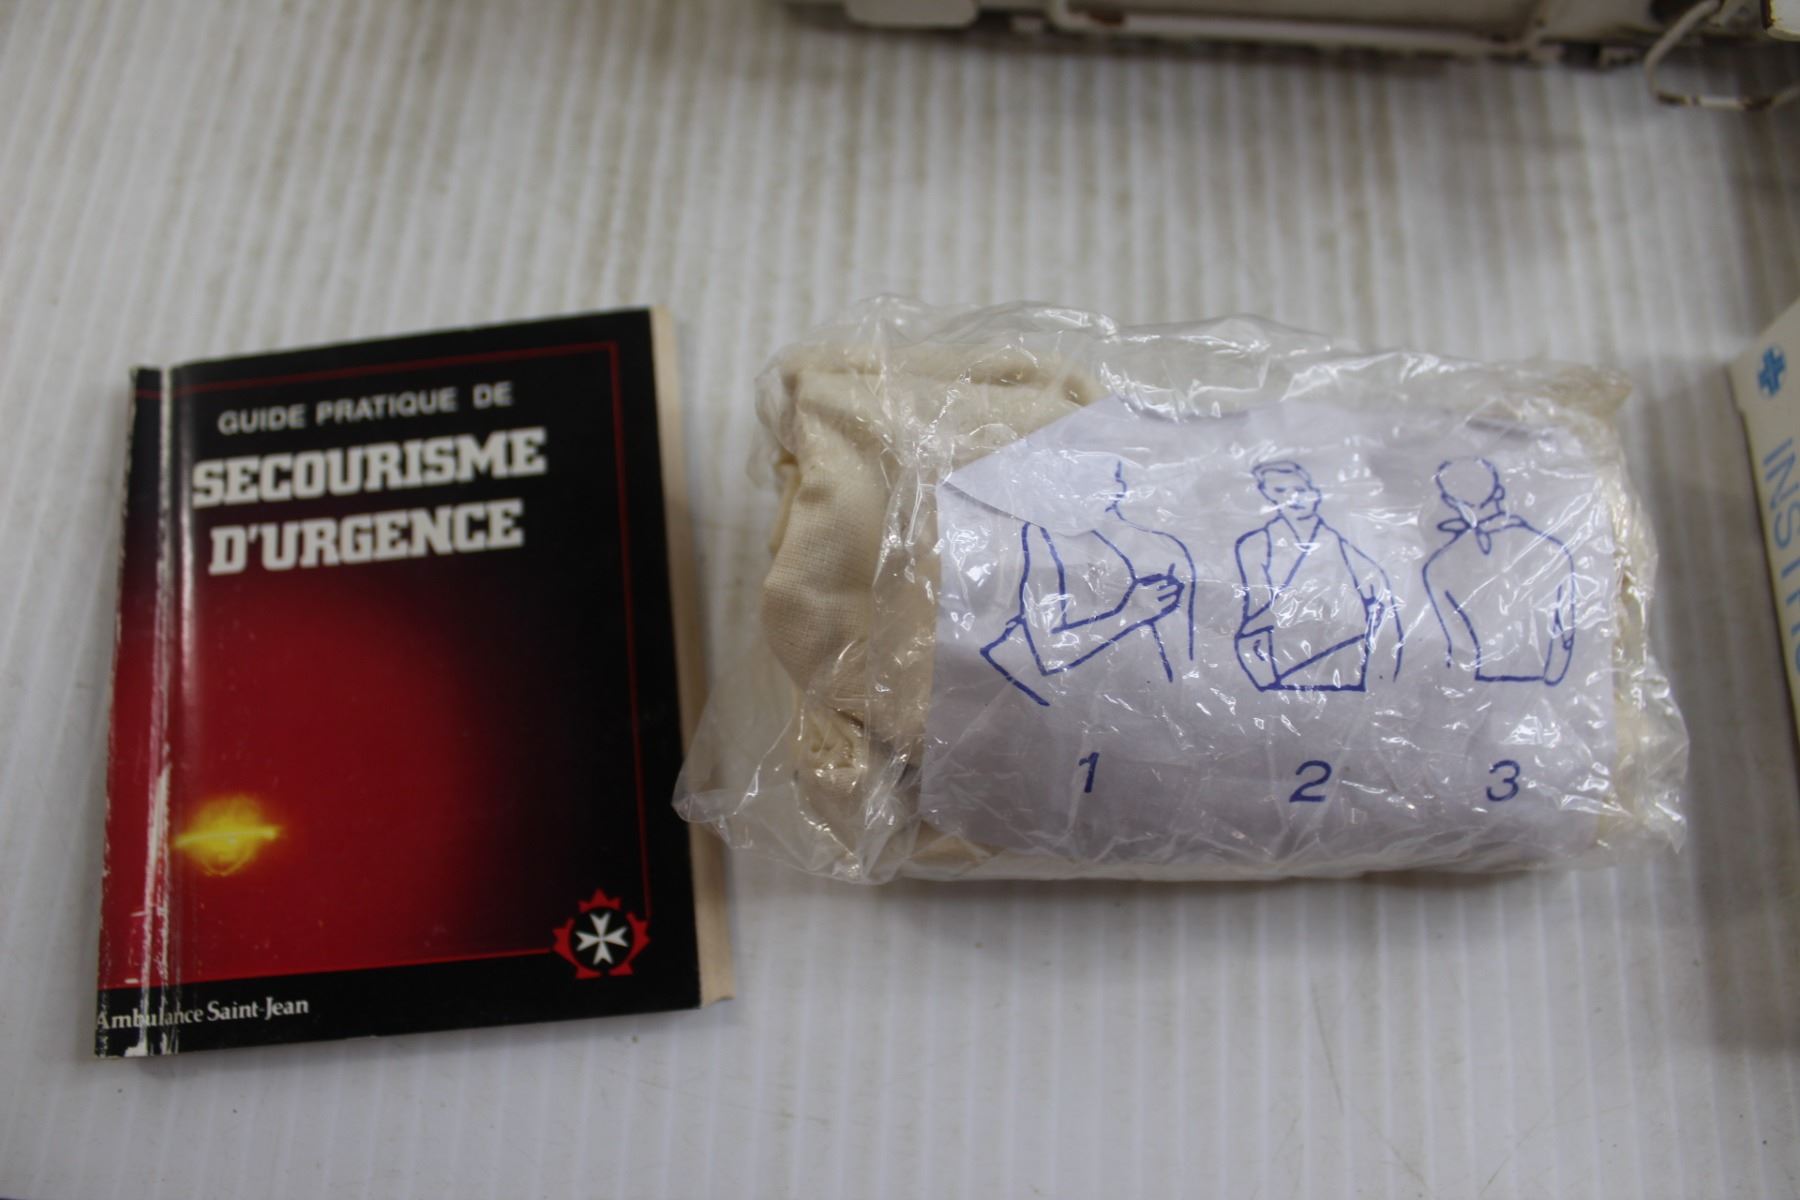 GUIDE PRATIQUE DE
SECOURISME
D'URGENCE
Ambulance Saint-Jean
1 2 3